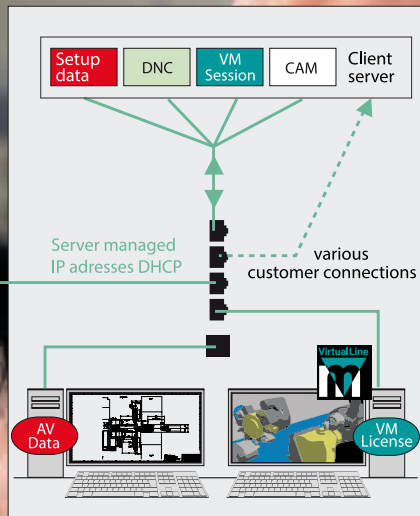 Setup
data
DNC
VM
Session
CAM
Client
server
Server managed
IP adresses DHCP
various
customer connections
VirtualLine
AV
Data
VM
License